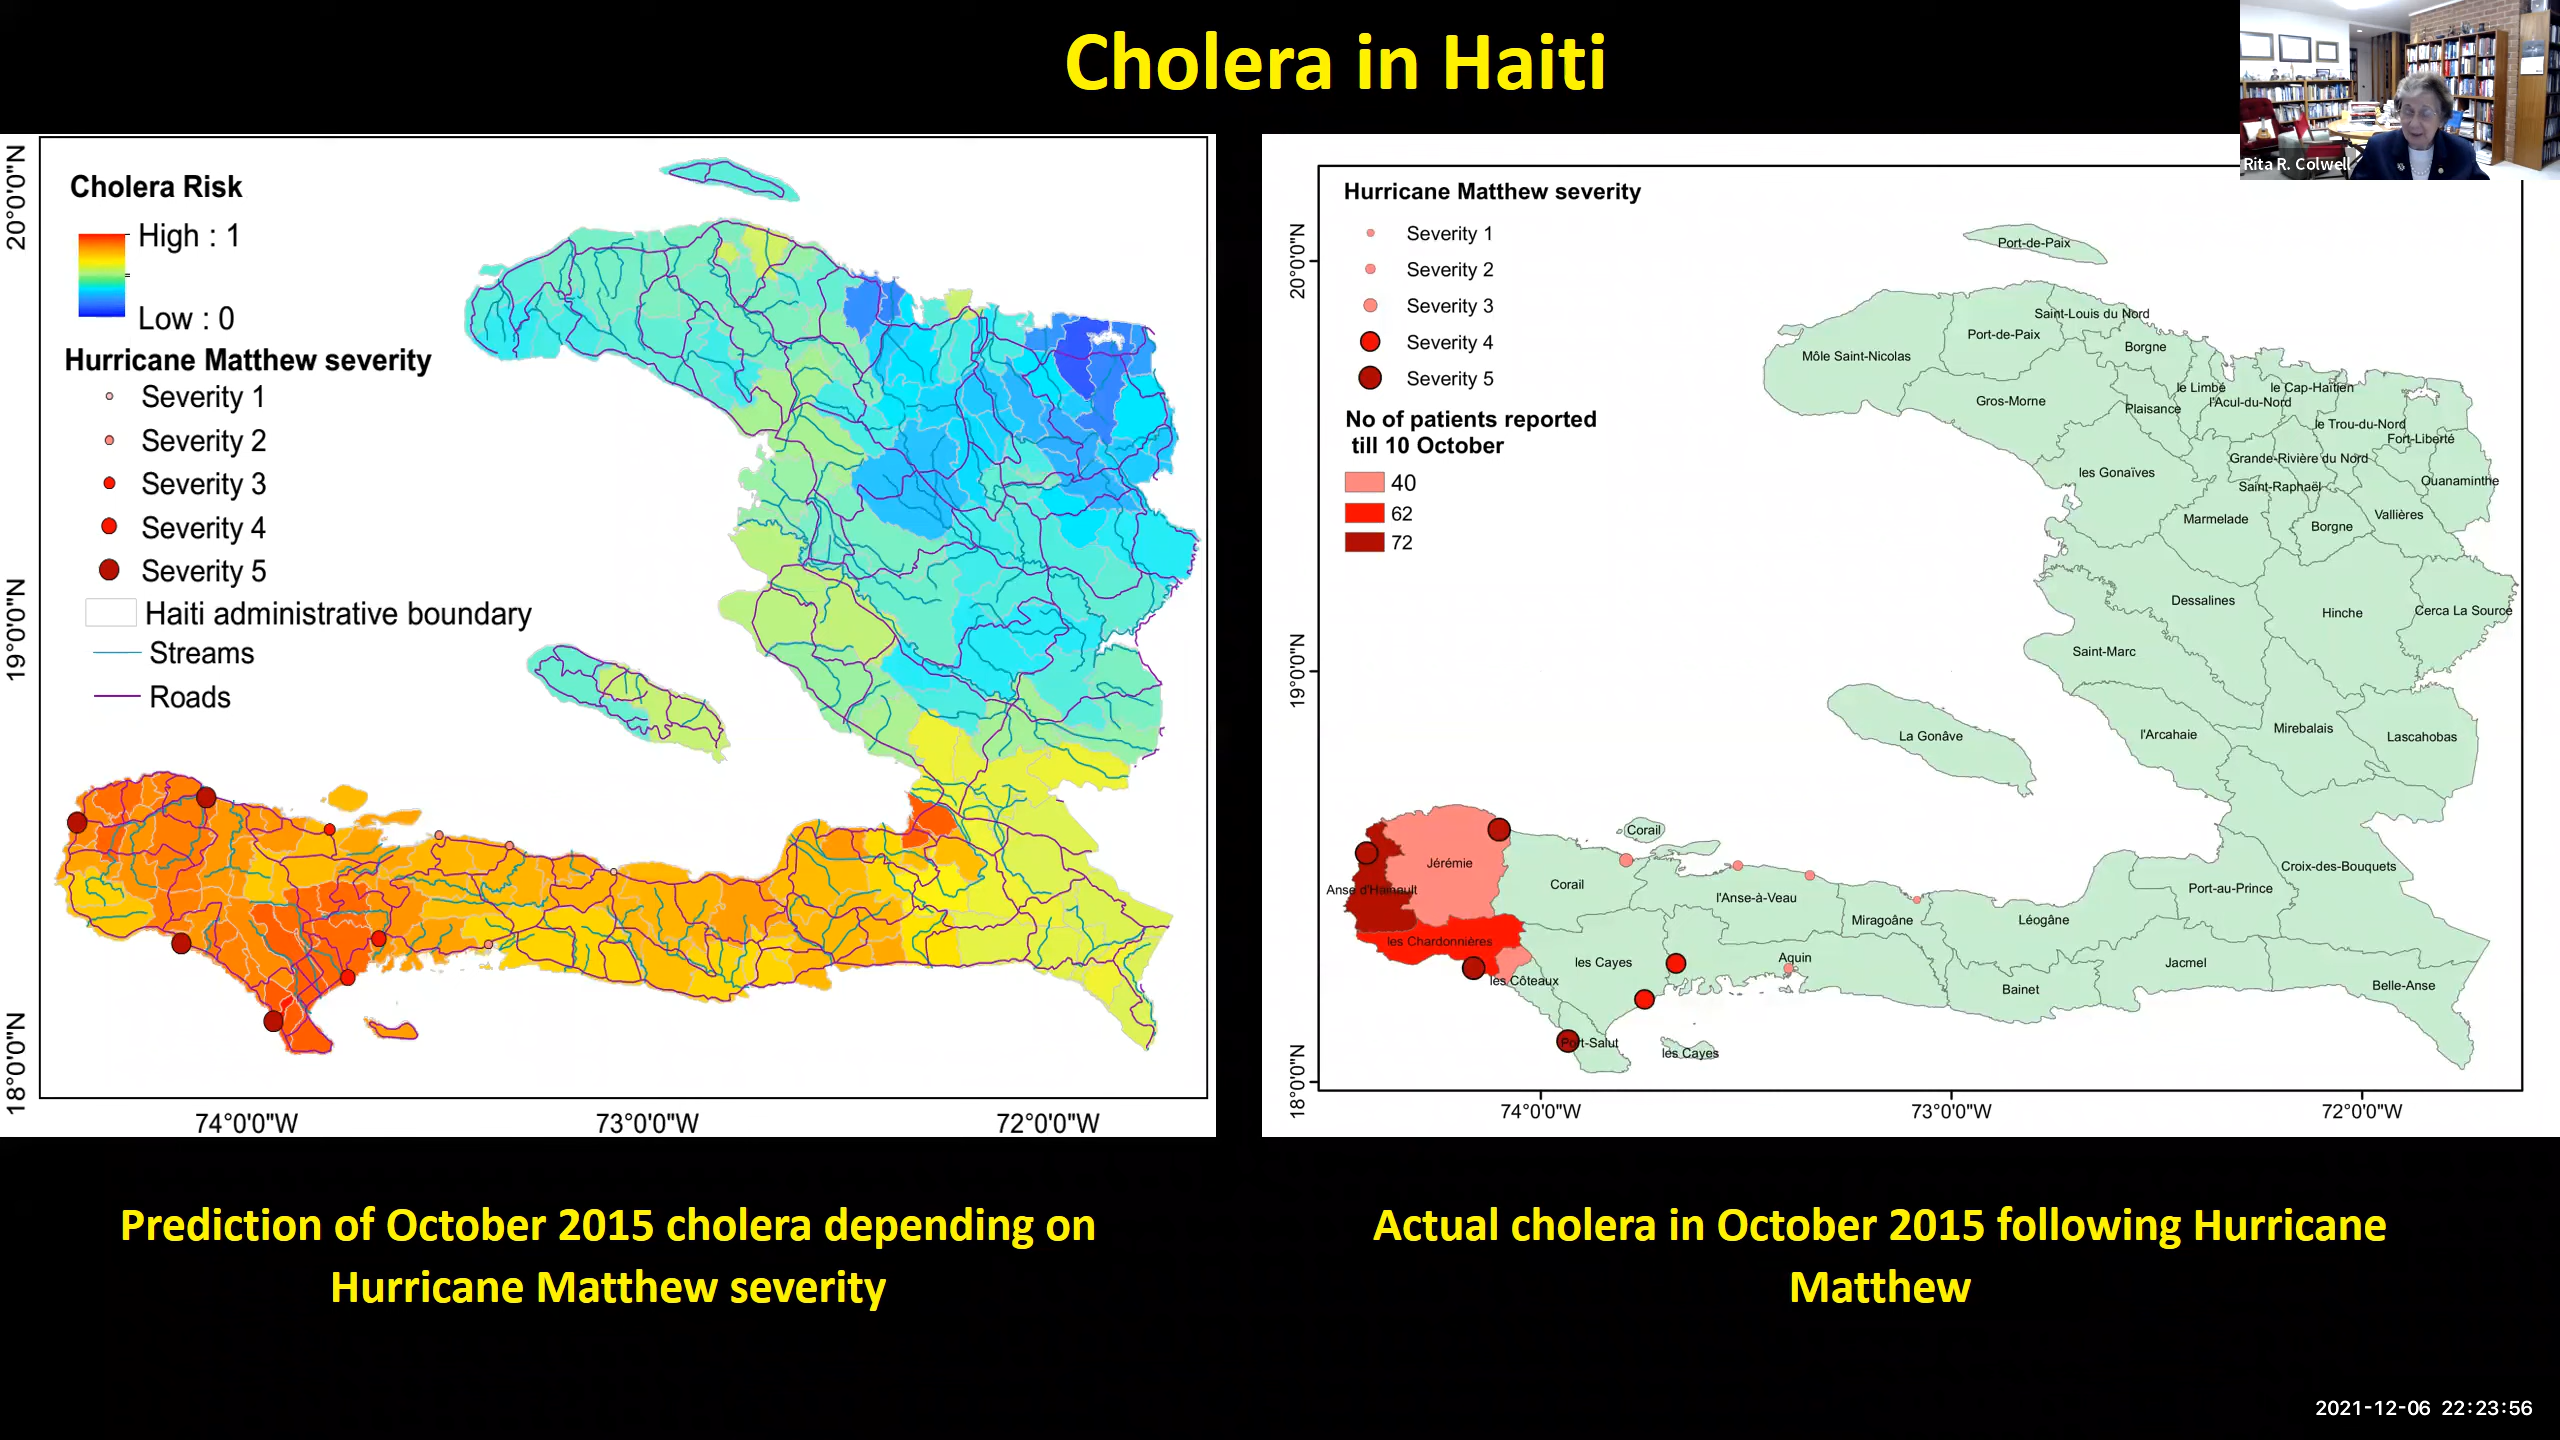 Cholera in Haiti
Rita R. Colwell
Cholera Risk
High : 1
Low : 0
Hurricane Matthew severity
Severity 1
Severity 2
Severity 3
Severity 4
Severity 5
Haiti administrative boundary
Streams
Roads
20°0'0"N
19°0'0"N
18°0'0"N
74°0'0"W
73°0'0"W
72°0'0"W
Hurricane Matthew severity
Severity 1
Severity 2
Severity 3
Severity 4
Severity 5
No of patients reported
till 10 October
40
62
72
20°0'0"N
19°0'0"N
18°0'0"N
Port-de-Paix
Saint-Louis du Nord
Port-de-Paix
Borgne
Môle Saint-Nicolas
le Limbé
le Cap-Haïtien
Gros-Morne
l'Acul-du-Nord
Plaisance
le Trou-du-Nord
Fort-Liberté
Grande-Rivière du Nord
les Gonaïves
Saint-Raphaël
Ouanaminthe
Marmelade
Vallières
Borgne
Dessalines
Hinche
Cerca La Source
Saint-Marc
La Gonâve
l'Arcahaie
Mirebalais
Lascahobas
Corail
Jérémie
Croix-des-Bouquets
Anse d'Hainault
Corail
Port-au-Prince
l'Anse-à-Veau
Miragoâne
Léogâne
les Chardonnières
les Cayes
Aquin
Jacmel
les Côteaux
Bainet
Belle-Anse
Port-Salut
les Cayes
74°0'0"W
73°0'0"W
72°0'0"W
Prediction of October 2015 cholera depending on
Hurricane Matthew severity
Actual cholera in October 2015 following Hurricane
Matthew
2021-12-06 22:23:56